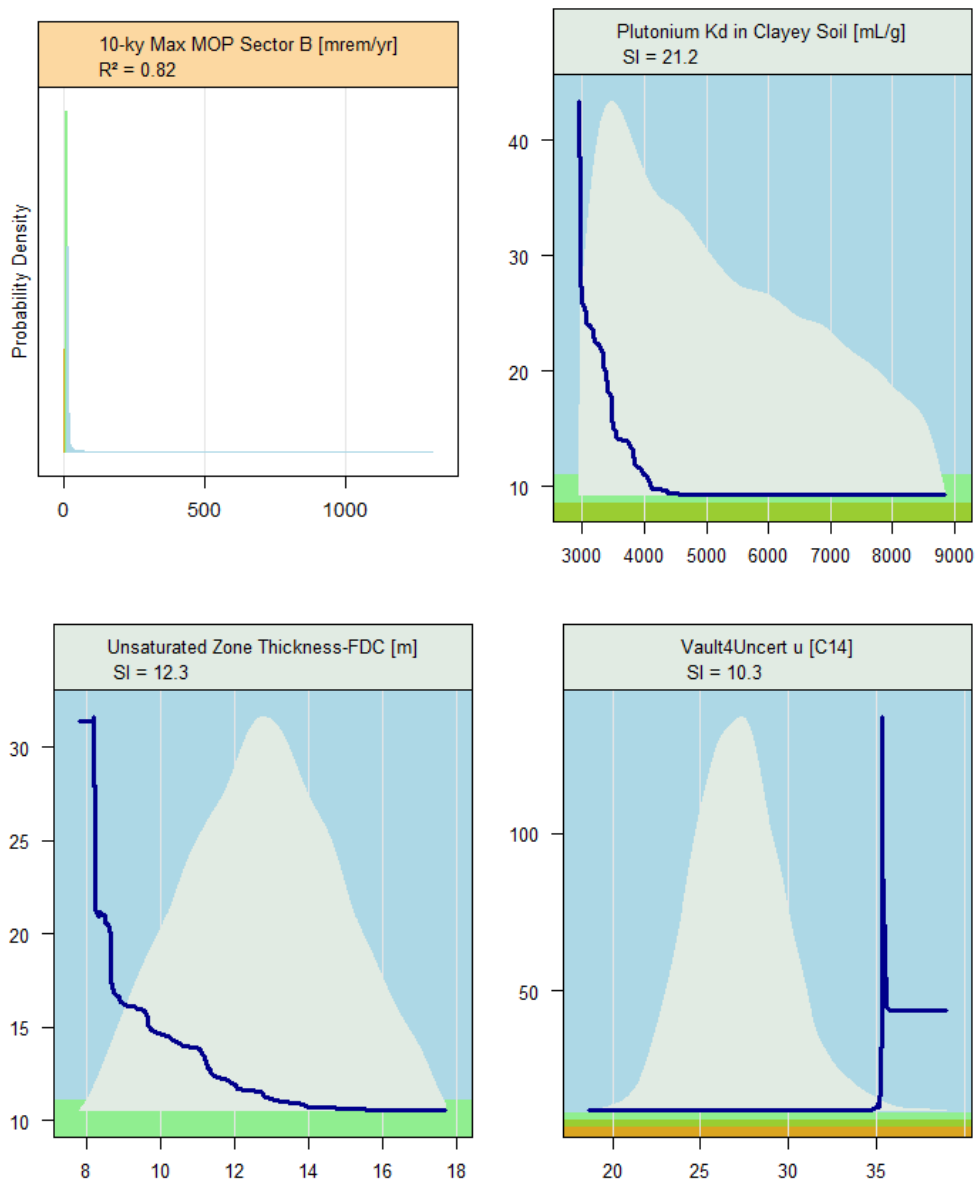 10-ky Max MOP Sector B [mrem/yr]
R² = 0.82
Probability Density
0 500 1000
Plutonium Kd in Clayey Soil [mL/g]
SI = 21.2
40
30
20
10
3000 4000 5000 6000 7000 8000 9000
Unsaturated Zone Thickness-FDC [m]
SI = 12.3
30
25
20
15
10
8 10 12 14 16 18
Vault4Uncert u [C14]
SI = 10.3
100
50
20 25 30 35